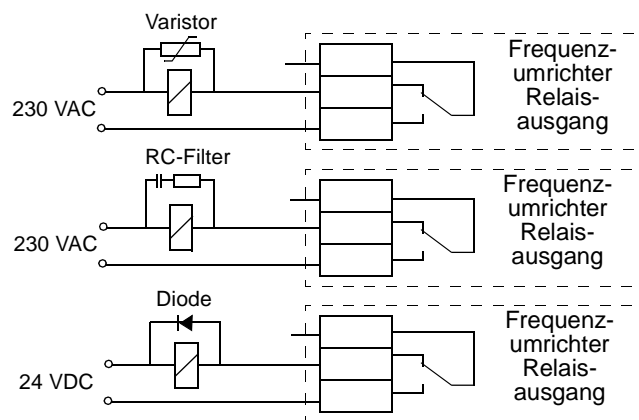 Varistor
230 VAC
Frequenz-
umrichter
Relais-
ausgang
RC-Filter
230 VAC
Frequenz-
umrichter
Relais-
ausgang
Diode
24 VDC
Frequenz-
umrichter
Relais-
ausgang